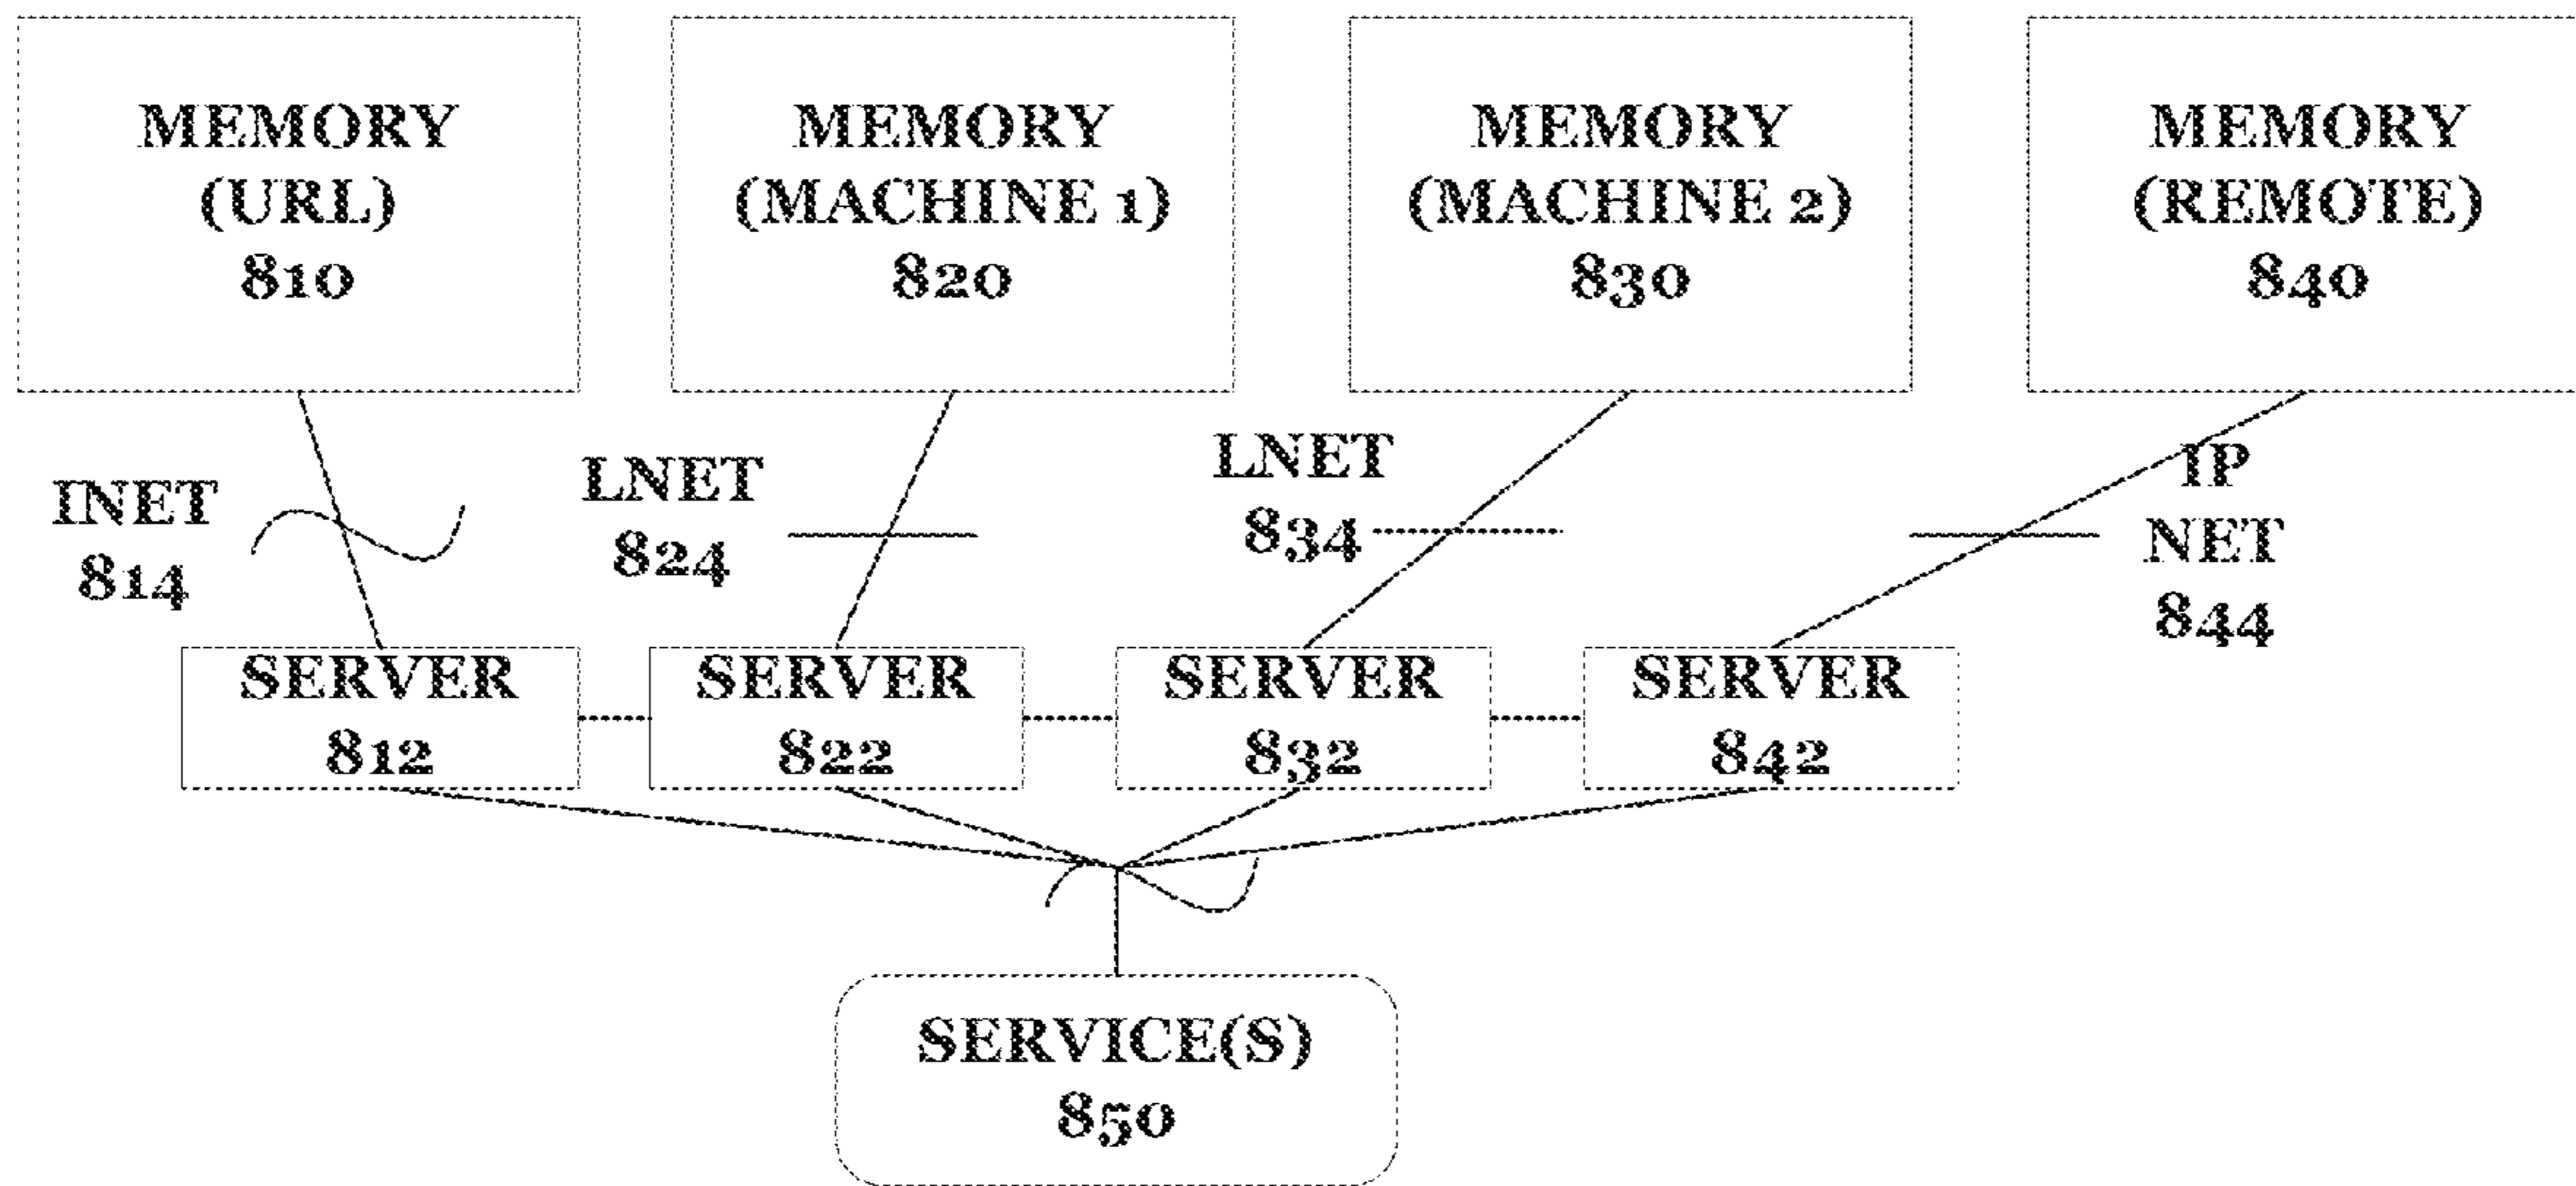 MEMORY
(URL)
810
MEMORY
(MACHINE 1)
820
MEMORY
(MACHINE 2)
830
MEMORY
(REMOTE)
840
INET
814
LNET
824
LNET
834
IP
NET
844
SERVER
812
SERVER
822
SERVER
832
SERVER
842
SERVICE(S)
850